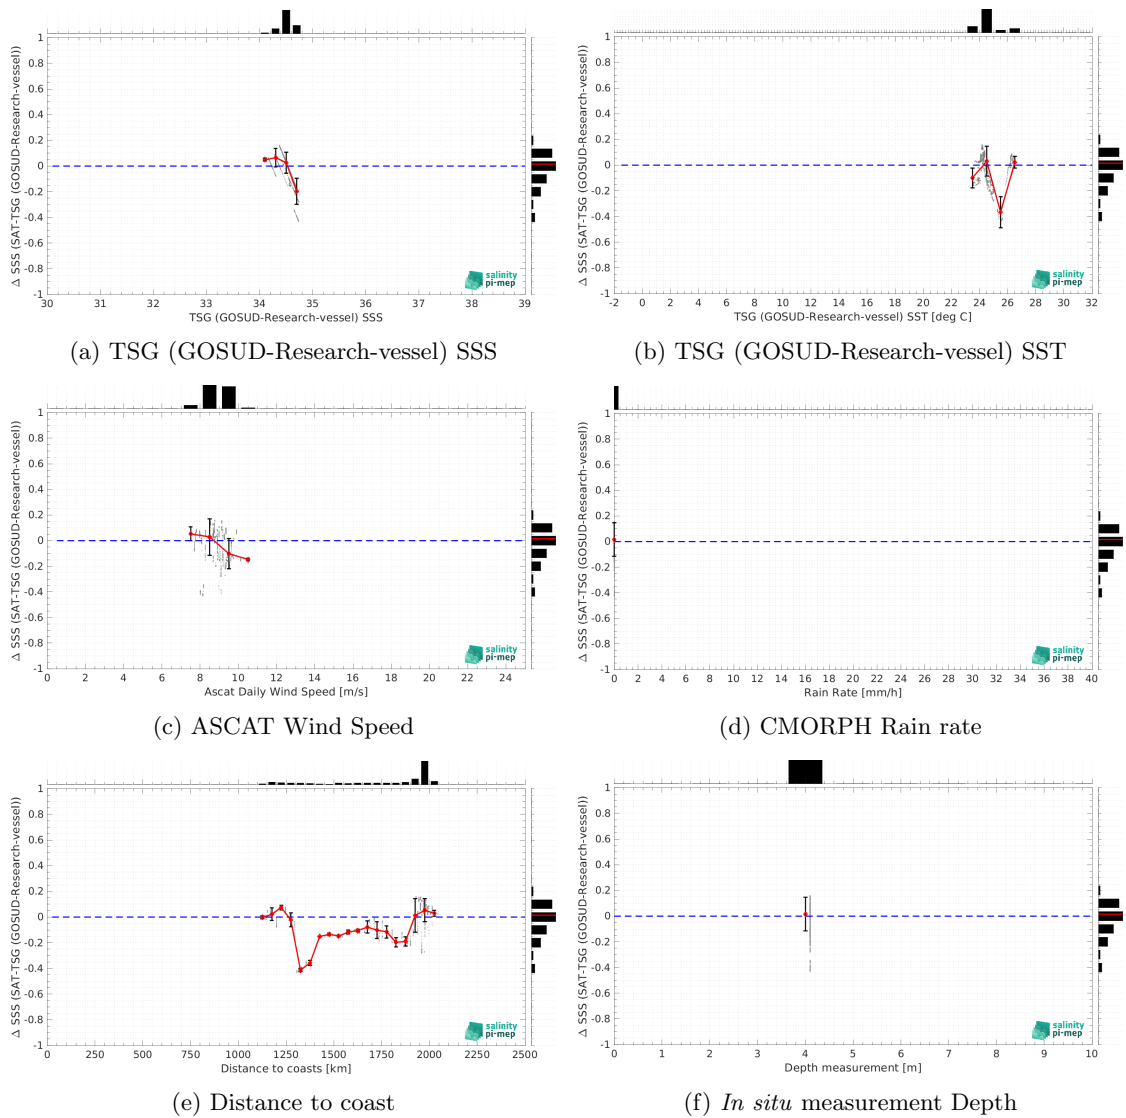 1
0.8
0.6
0.4
0.2
0
-0.2
-0.4
-0.6
-0.8
-1
Δ SSS (SAT-TSG (GOSUD-Research-vessel))
30 31 32 33 34 35 36 37 38 39
TSG (GOSUD-Research-vessel) SSS
salinity
pi-mep
(a) TSG (GOSUD-Research-vessel) SSS
1
0.8
0.6
0.4
0.2
0
-0.2
-0.4
-0.6
-0.8
-1
Δ SSS (SAT-TSG (GOSUD-Research-vessel))
-2 0 2 4 6 8 10 12 14 16 18 20 22 24 26 28 30 32
TSG (GOSUD-Research-vessel) SST [deg C]
salinity
pi-mep
(b) TSG (GOSUD-Research-vessel) SST
1
0.8
0.6
0.4
0.2
0
-0.2
-0.4
-0.6
-0.8
-1
Δ SSS (SAT-TSG (GOSUD-Research-vessel))
0 2 4 6 8 10 12 14 16 18 20 22 24
Ascat Daily Wind Speed [m/s]
salinity
pi-mep
(c) ASCAT Wind Speed
1
0.8
0.6
0.4
0.2
0
-0.2
-0.4
-0.6
-0.8
-1
Δ SSS (SAT-TSG (GOSUD-Research-vessel))
0 2 4 6 8 10 12 14 16 18 20 22 24 26 28 30 32 34 36 38 40
Rain Rate [mm/h]
salinity
pi-mep
(d) CMORPH Rain rate
1
0.8
0.6
0.4
0.2
0
-0.2
-0.4
-0.6
-0.8
-1
Δ SSS (SAT-TSG (GOSUD-Research-vessel))
0 250 500 750 1000 1250 1500 1750 2000 2250 2500
Distance to coasts [km]
salinity
pi-mep
(e) Distance to coast
1
0.8
0.6
0.4
0.2
0
-0.2
-0.4
-0.6
-0.8
-1
Δ SSS (SAT-TSG (GOSUD-Research-vessel))
0 1 2 3 4 5 6 7 8 9 10
Depth measurement [m]
salinity
pi-mep
(f) In situ measurement Depth